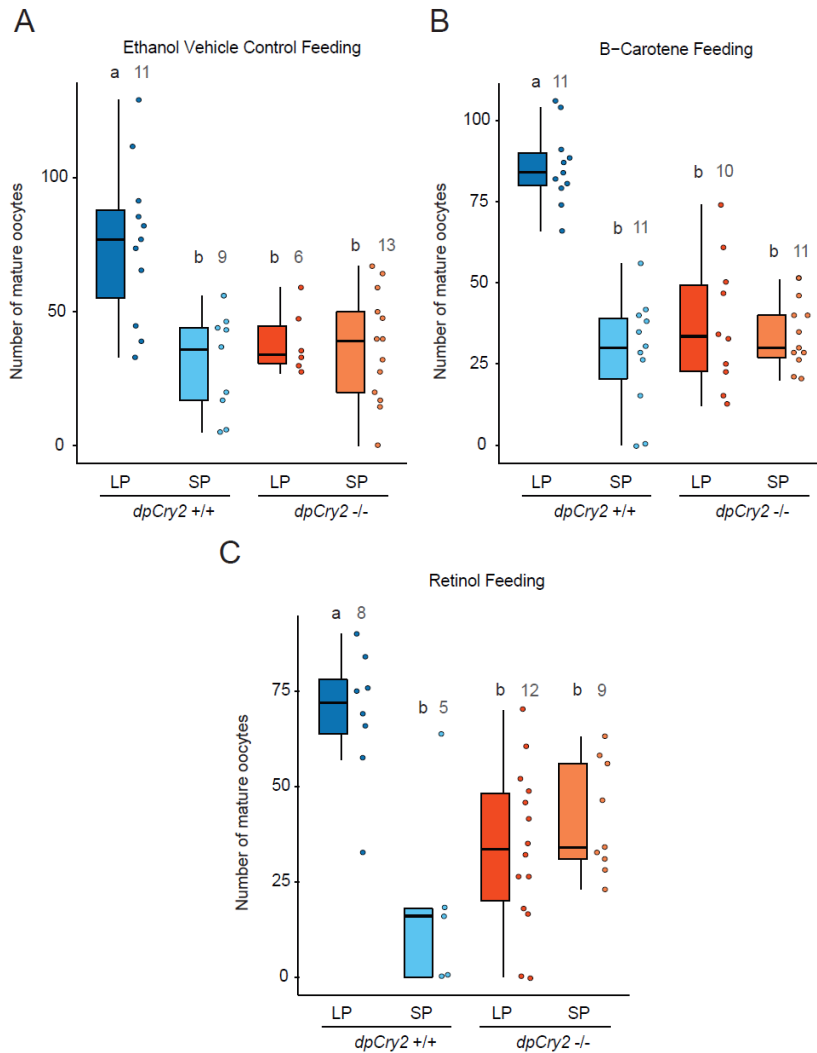 A
Ethanol Vehicle Control Feeding
a 11
b 9
b 6
b 13
Number of mature oocytes
100
50
0
LP SP LP SP
dpCry2 +/+ dpCry2 -/-
B
B−Carotene Feeding
a 11
b 11
b 10
b 11
Number of mature oocytes
100
75
50
25
0
LP SP LP SP
dpCry2 +/+ dpCry2 -/-
C
Retinol Feeding
a 8
b 5
b 12
b 9
Number of mature oocytes
75
50
25
0
LP SP LP SP
dpCry2 +/+ dpCry2 -/-